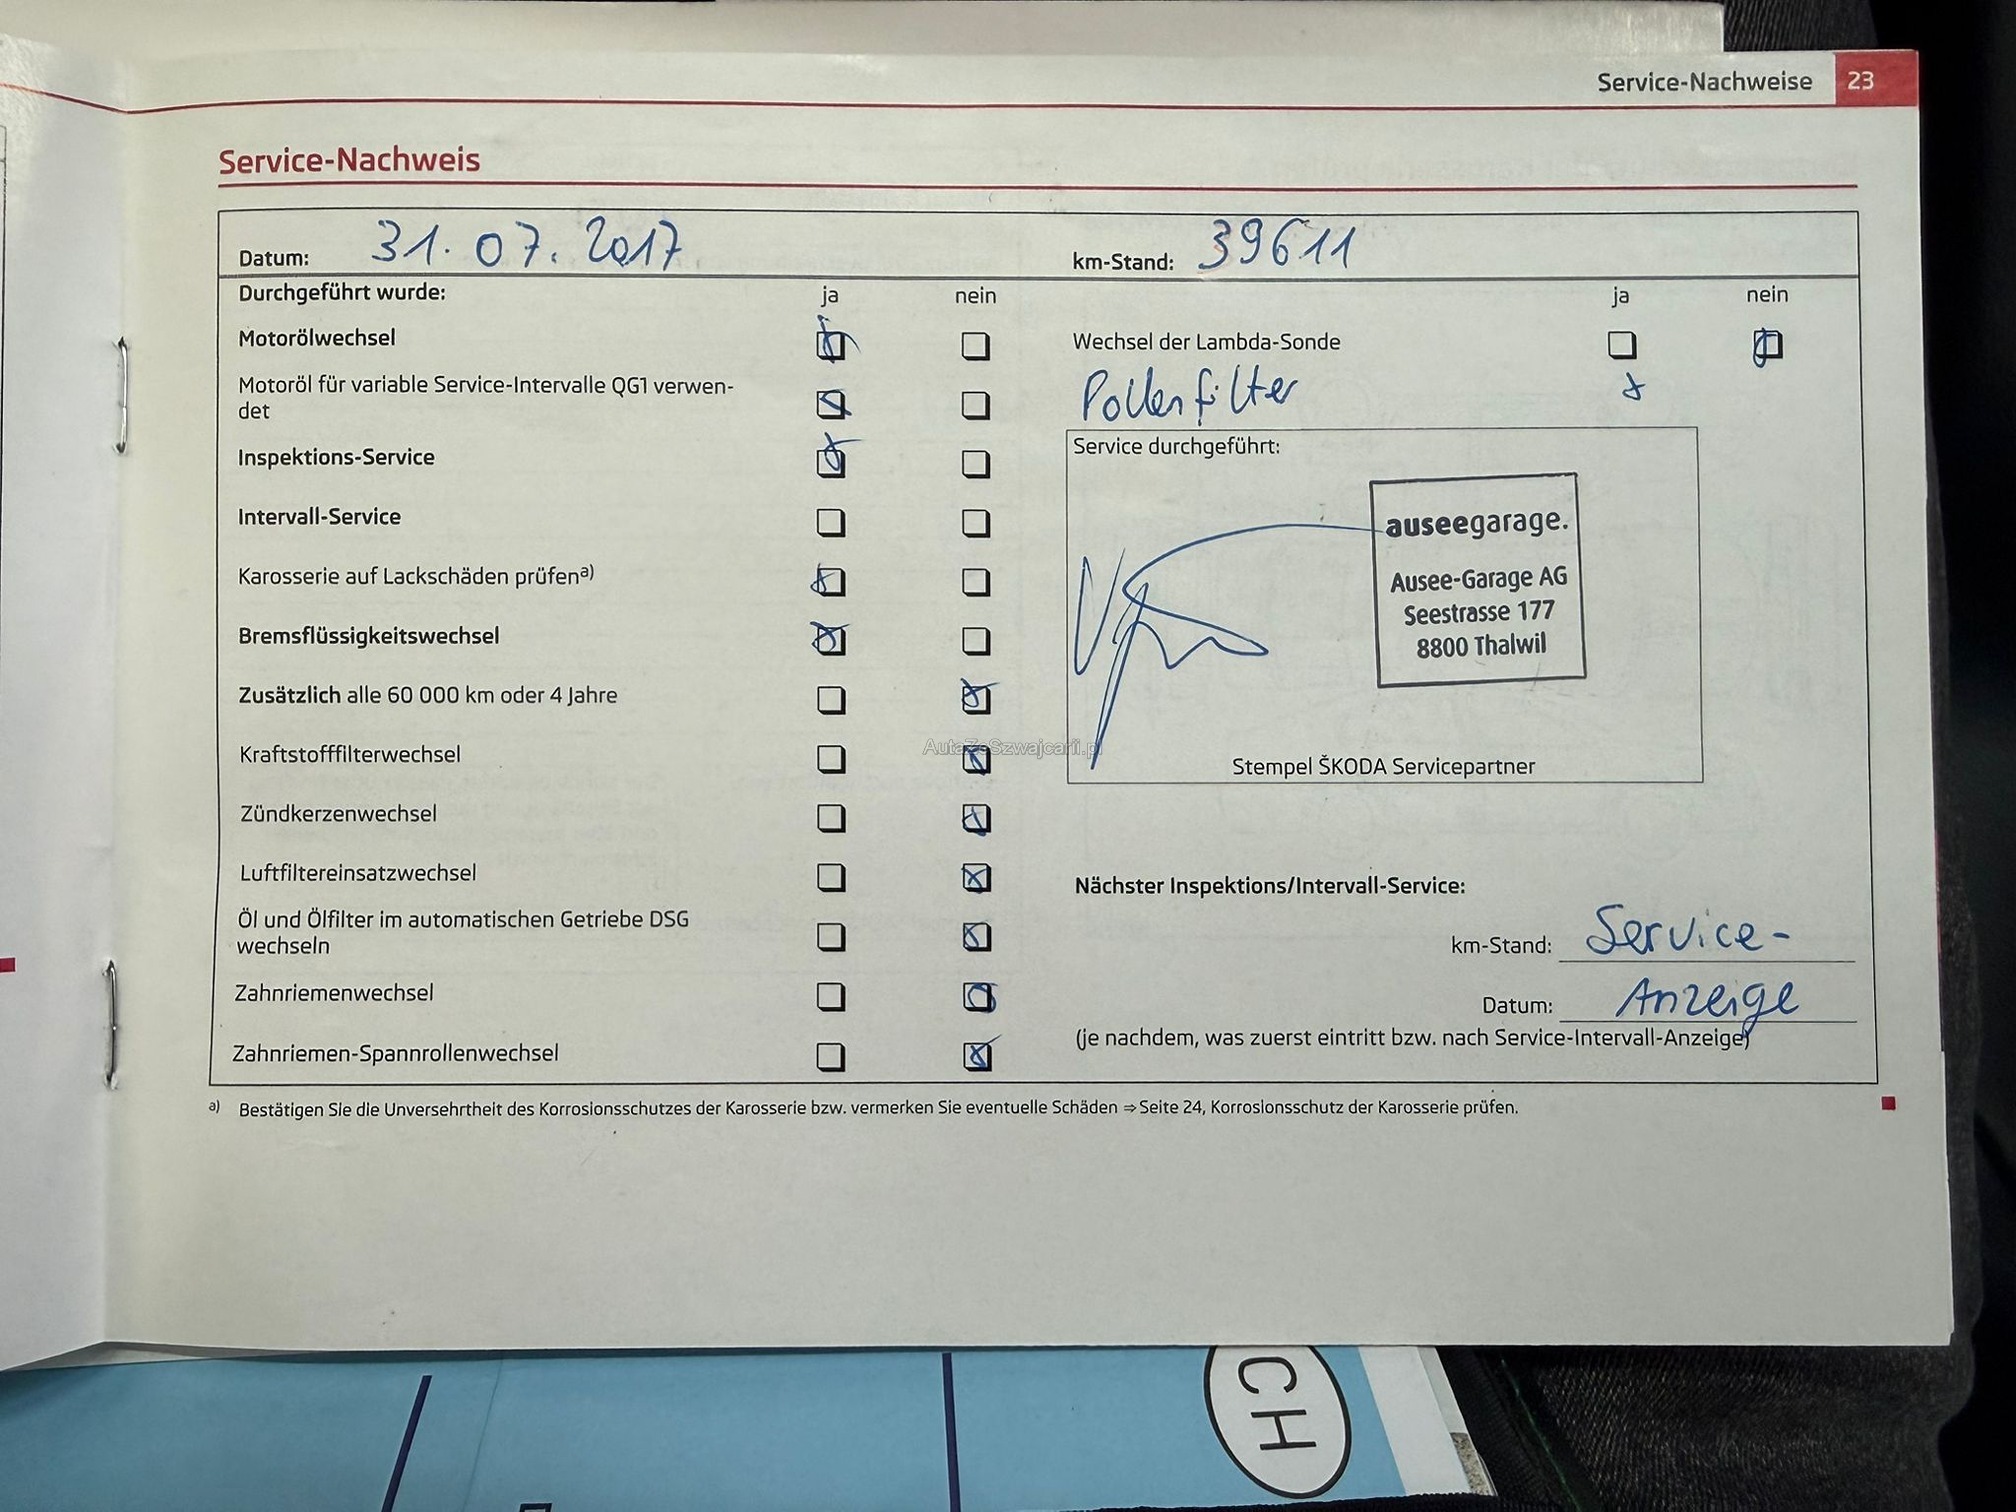 Service-Nachweise 23
Service-Nachweis
Datum: 31.07.2017
km-Stand: 39611
Durchgeführt wurde: ja nein
Motorölwechsel
Motoröl für variable Service-Intervalle QG1 verwen-
det
Inspektions-Service
Intervall-Service
Karosserie auf Lackschäden prüfen a)
Bremsflüssigkeitswechsel
Zusätzlich alle 60 000 km oder 4 Jahre
Kraftstofffilterwechsel
Zündkerzenwechsel
Luftfiltereinsatzwechsel
Öl und Ölfilter im automatischen Getriebe DSG
wechseln
Zahnriemenwechsel
Zahnriemen-Spannrollenwechsel
ja nein
Wechsel der Lambda-Sonde
Pollenfilter x
Service durchgeführt:
auseegarage.
Ausee-Garage AG
Seestrasse 177
8800 Thalwil
AutaZeSzwajcarii.pl
Stempel ŠKODA Servicepartner
Nächster Inspektions/Intervall-Service:
km-Stand: Service-
Datum: Anzeige
(je nachdem, was zuerst eintritt bzw. nach Service-Intervall-Anzeige)
a) Bestätigen Sie die Unversehrtheit des Korrosionsschutzes der Karosserie bzw. vermerken Sie eventuelle Schäden ⇒ Seite 24, Korrosionsschutz der Karosserie prüfen.
CH